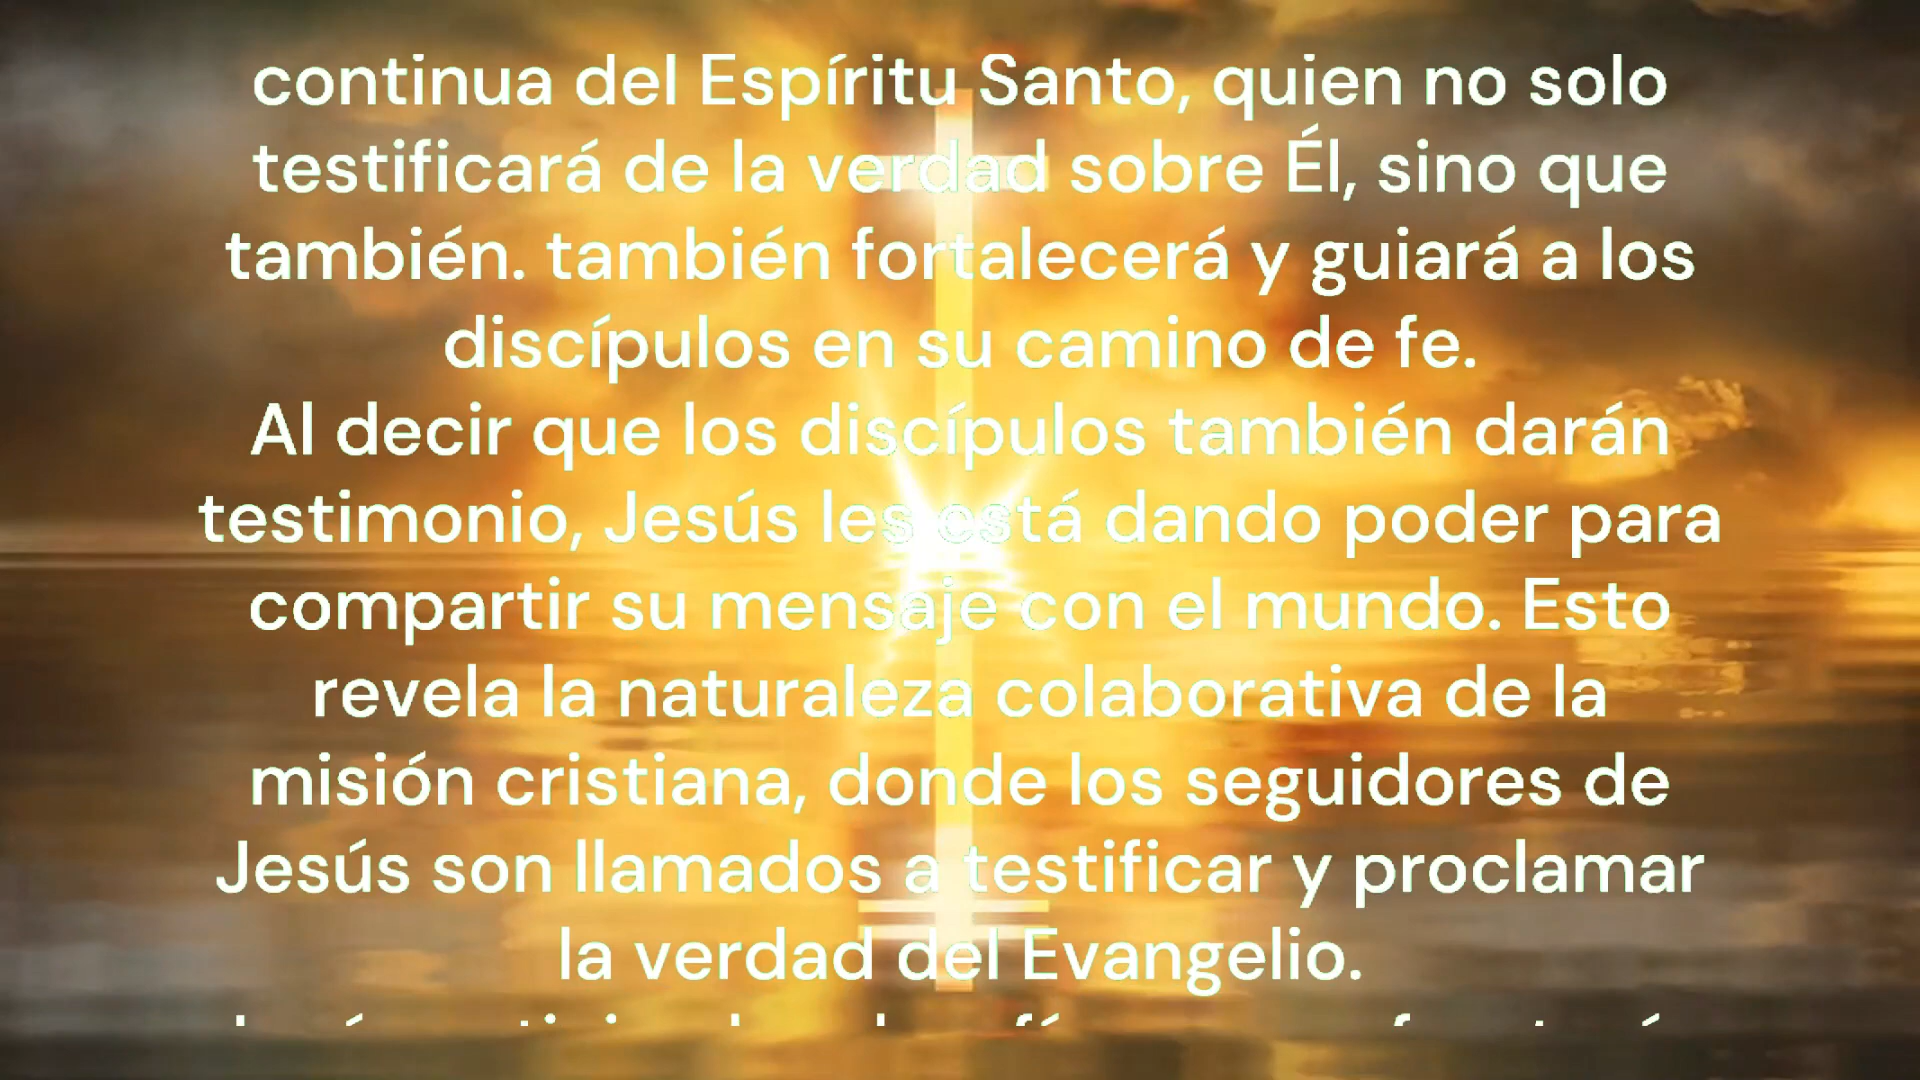 continua del Espíritu Santo, quien no solo
testificará de la verdad sobre Él, sino que
también. también fortalecerá y guiará a los
discípulos en su camino de fe.
Al decir que los discípulos también darán
testimonio, Jesús les está dando poder para
compartir su mensaje con el mundo. Esto
revela la naturaleza colaborativa de la
misión cristiana, donde los seguidores de
Jesús son llamados a testificar y proclamar
la verdad del Evangelio.